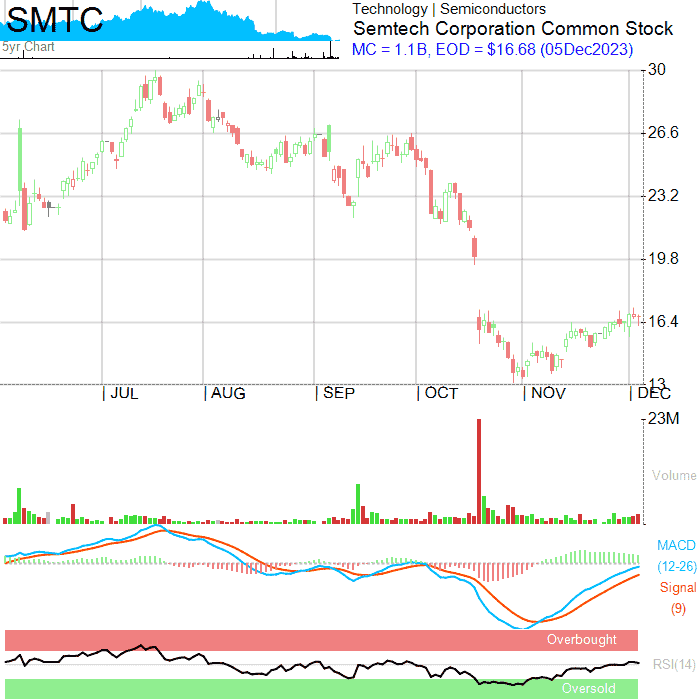 SMTC
5yr Chart
Technology | Semiconductors
Semtech Corporation Common Stock
MC = 1.1B, EOD = $16.68 (05Dec2023)
30
26.6
23.2
19.8
16.4
13
| JUL | AUG | SEP | OCT | NOV | DEC
23M
Volume
MACD
(12-26)
Signal
(9)
Overbought
RSI(14)
Oversold